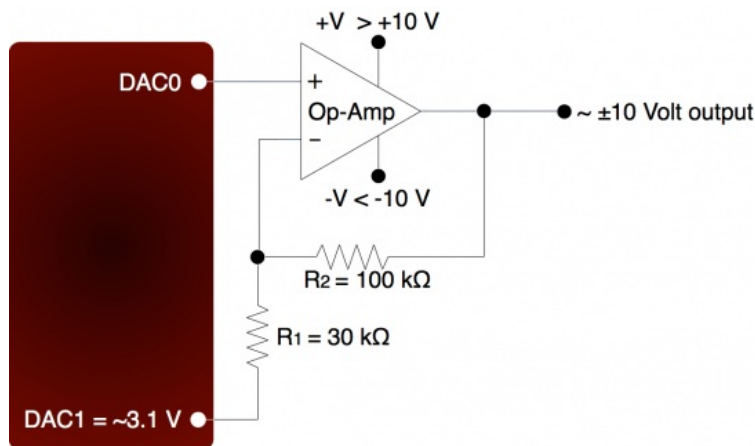 +V > +10 V
DAC0
+
Op-Amp
−
~ ±10 Volt output
-V < -10 V
R2 = 100 kΩ
R1 = 30 kΩ
DAC1 = ~3.1 V